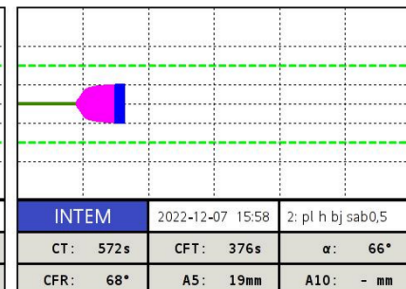 INTEM 2022-12-07 15:58 2: pl h bj sab0,5
CT: 572s CFT: 376s α: 66°
CFR: 68° A5: 19mm A10: - mm